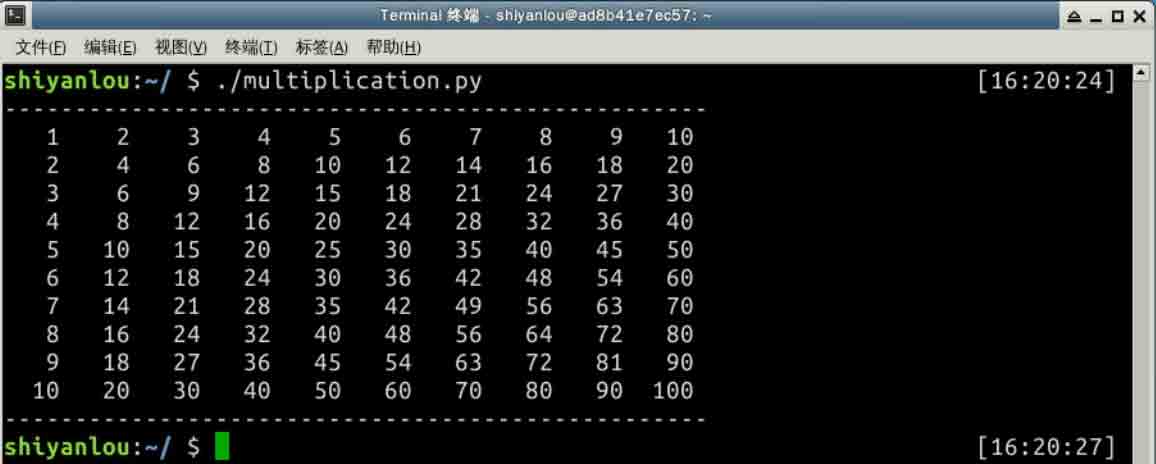 Terminal 终端 - shiyanlou@ad8b41e7ec57: ~
文件(F) 编辑(E) 视图(V) 终端(T) 标签(A) 帮助(H)
shiyanlou:~/ $ ./multiplication.py [16:20:24]
--------------------------------------------------
1 2 3 4 5 6 7 8 9 10
2 4 6 8 10 12 14 16 18 20
3 6 9 12 15 18 21 24 27 30
4 8 12 16 20 24 28 32 36 40
5 10 15 20 25 30 35 40 45 50
6 12 18 24 30 36 42 48 54 60
7 14 21 28 35 42 49 56 63 70
8 16 24 32 40 48 56 64 72 80
9 18 27 36 45 54 63 72 81 90
10 20 30 40 50 60 70 80 90 100
--------------------------------------------------
shiyanlou:~/ $ [16:20:27]